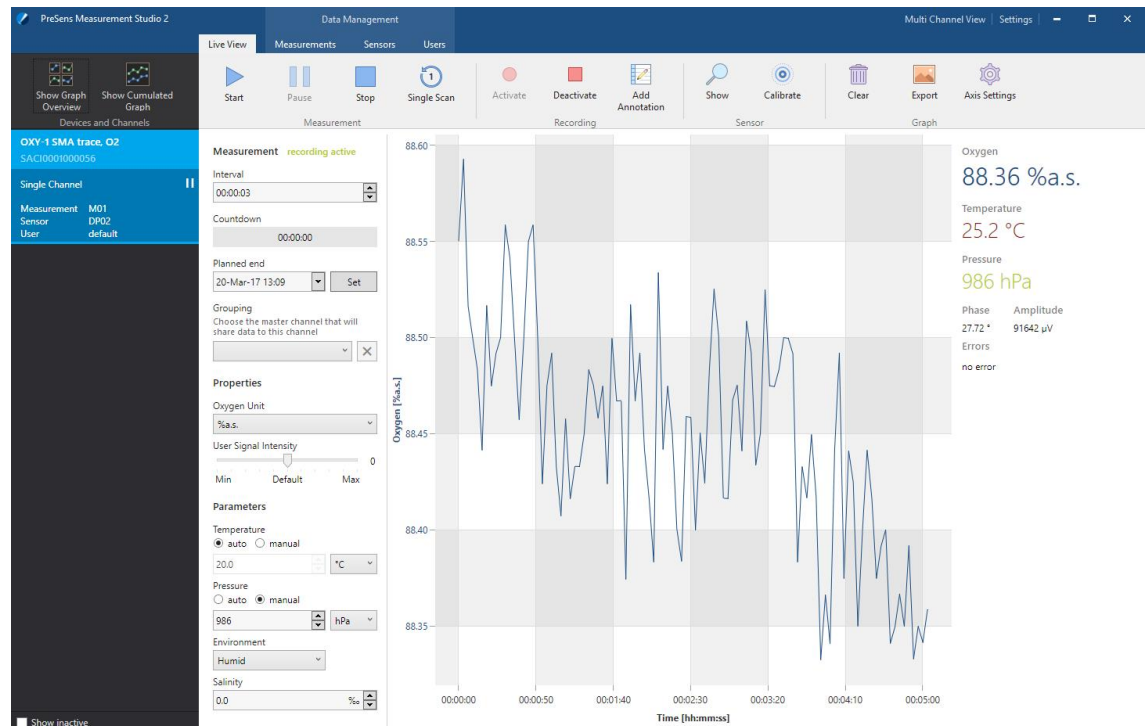 PreSens Measurement Studio 2
Data Management
Multi Channel View
Settings
Live View
Measurements
Sensors
Users
Show Graph
Overview
Show Cumulated
Graph
Devices and Channels
Start
Pause
Stop
1
Single Scan
Measurement
Activate
Deactivate
Add
Annotation
Recording
Show
Calibrate
Sensor
Clear
Export
Axis Settings
Graph
OXY-1 SMA trace, O2
SACI0001000056
Single Channel
Measurement M01
Sensor DP02
User default
Show inactive
Measurement recording active
Interval
00:00:03
Countdown
00:00:00
Planned end
20-Mar-17 13:09
Set
Grouping
Choose the master channel that will
share data to this channel
Properties
Oxygen Unit
%a.s.
User Signal Intensity
0
Min Default Max
Parameters
Temperature
auto manual
20.0 °C
Pressure
auto manual
986 hPa
Environment
Humid
Salinity
0.0 ‰
Oxygen [%a.s.]
88.60
88.55
88.50
88.45
88.40
88.35
00:00:00 00:00:50 00:01:40 00:02:30 00:03:20 00:04:10 00:05:00
Time [hh:mm:ss]
Oxygen
88.36 %a.s.
Temperature
25.2 °C
Pressure
986 hPa
Phase Amplitude
27.72 ° 91642 µV
Errors
no error